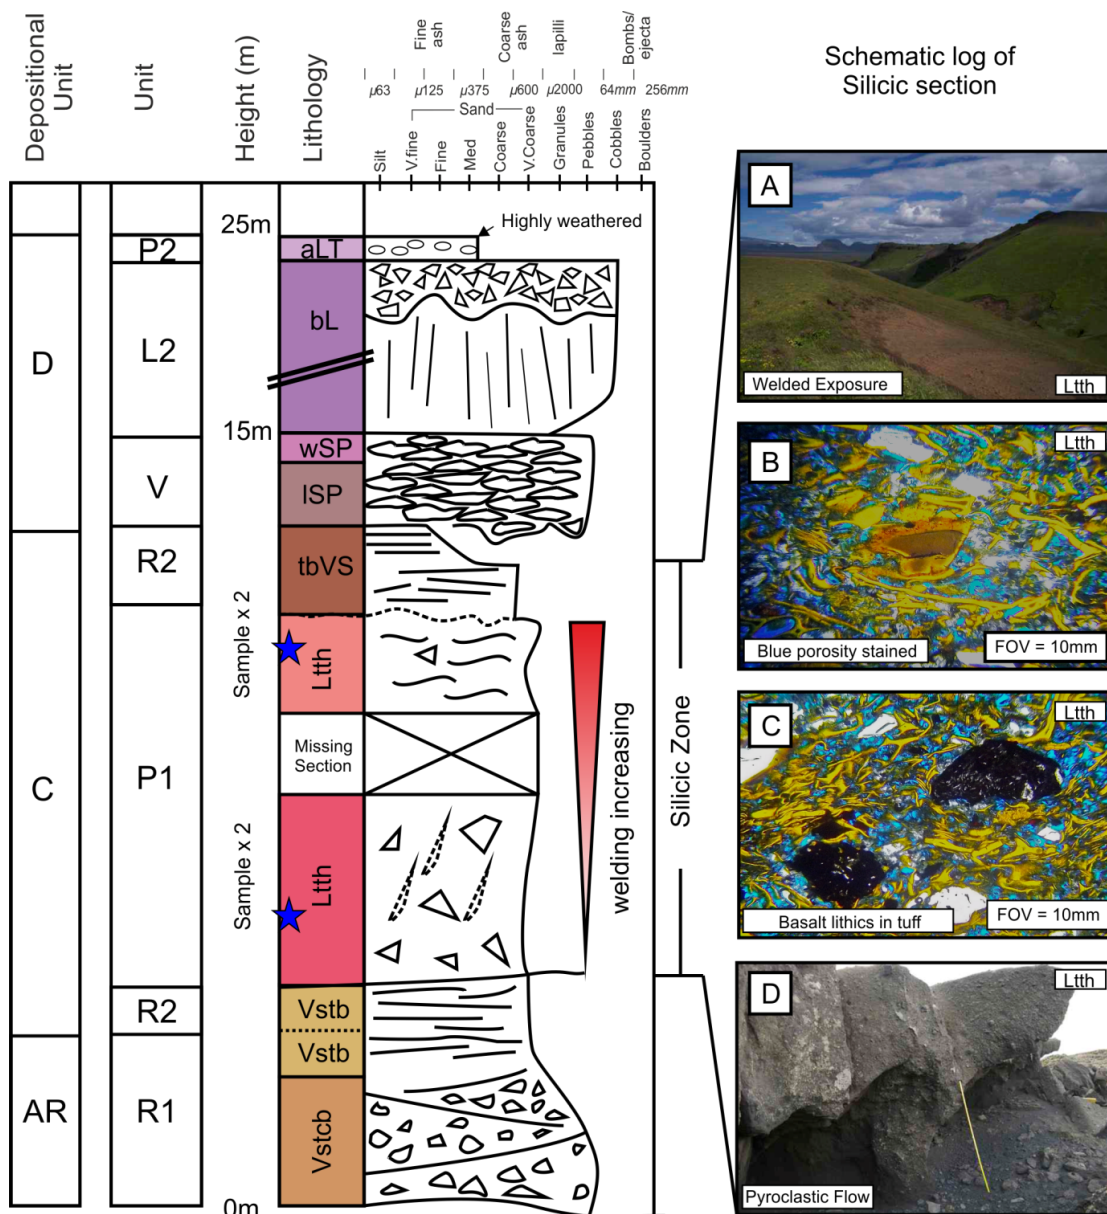 Depositional
Unit
Unit
Height (m)
Lithology
Fine
ash
Coarse
ash
lapilli
Bombs/
ejecta
µ63
µ125
µ375
µ600
µ2000
64mm
256mm
Sand
Silt
V.fine
Fine
Med
Coarse
V.Coarse
Granules
Pebbles
Cobbles
Boulders
Schematic log of
Silicic section
25m
15m
0m
D
C
AR
P2
L2
V
R2
P1
R2
R1
aLT
bL
wSP
lSP
tbVS
Ltth
Missing
Section
Ltth
Vstb
Vstb
Vstcb
Highly weathered
Sample x 2
Sample x 2
welding increasing
Silicic Zone
A
Welded Exposure
Ltth
B
Ltth
Blue porosity stained
FOV = 10mm
C
Ltth
Basalt lithics in tuff
FOV = 10mm
D
Ltth
Pyroclastic Flow